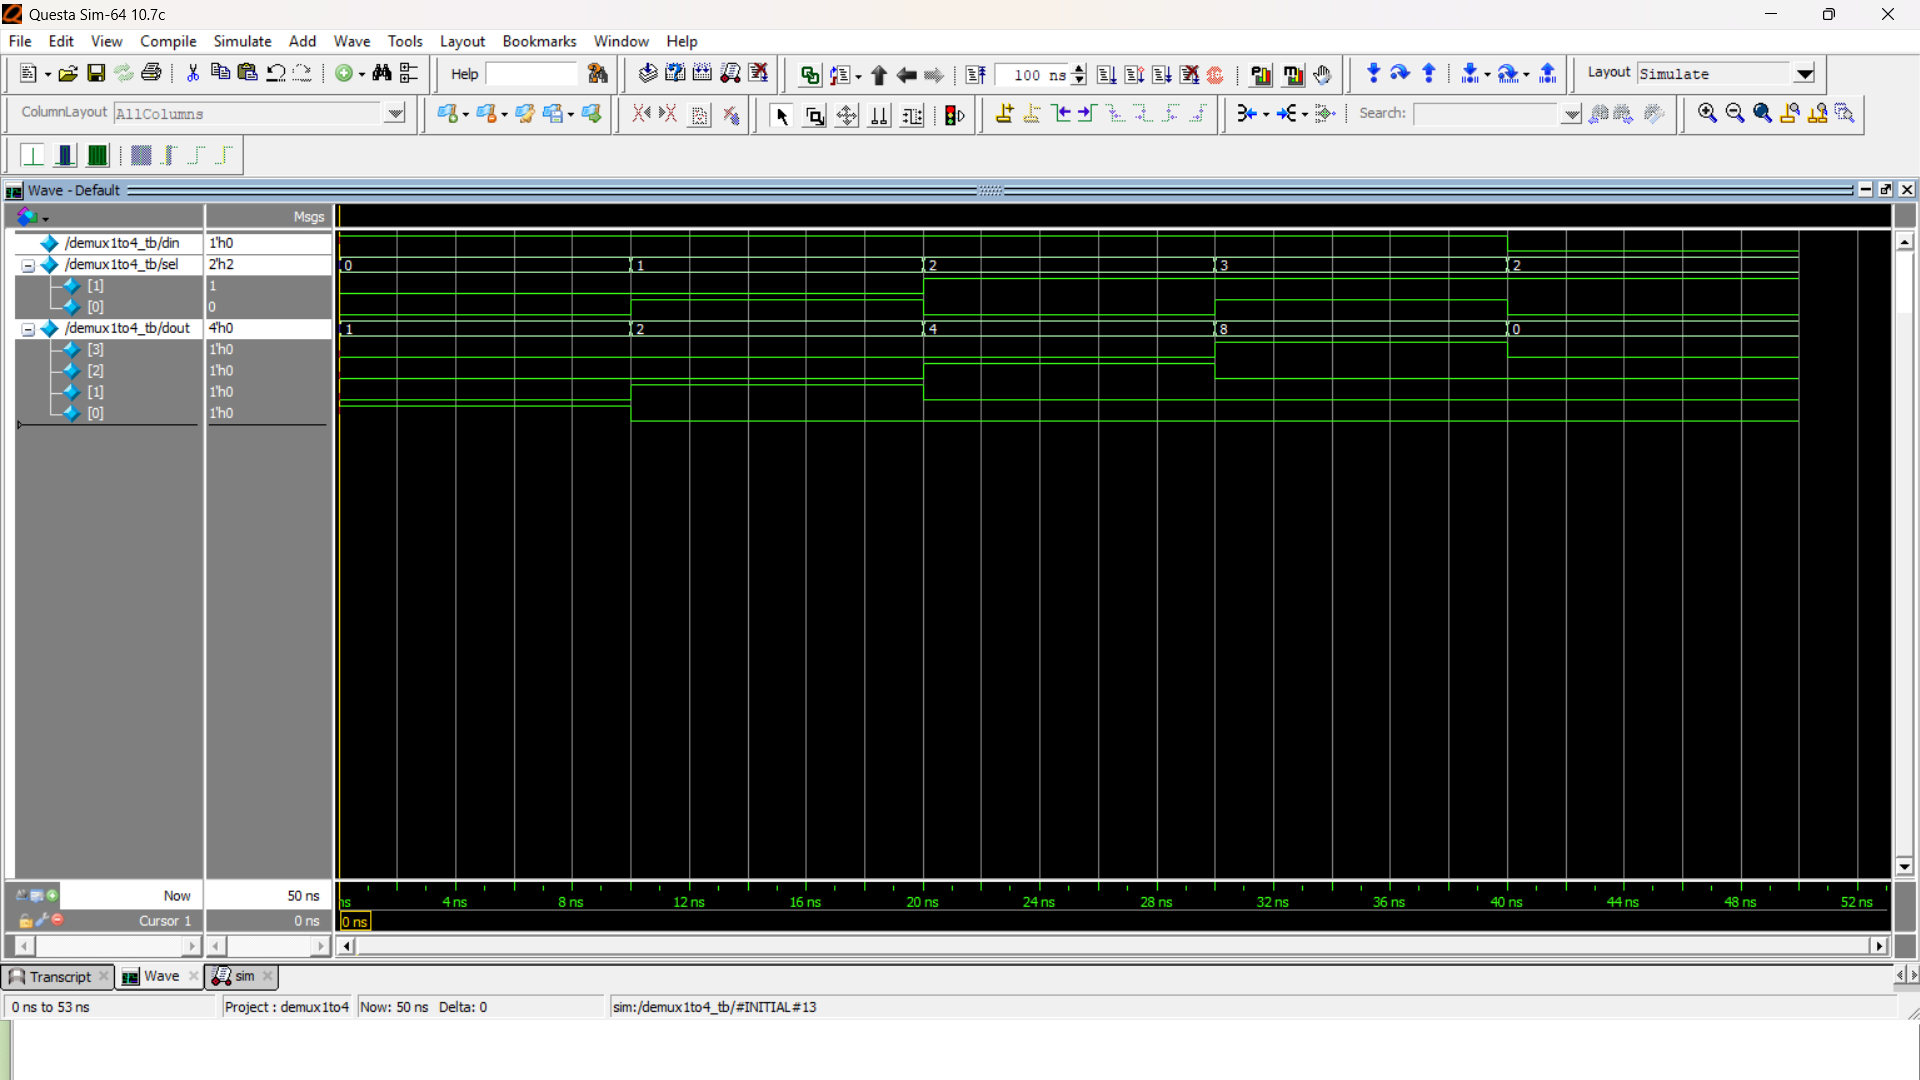 Questa Sim-64 10.7c
File Edit View Compile Simulate Add Wave Tools Layout Bookmarks Window Help
Help 100 ns Layout Simulate
ColumnLayout AllColumns Search:
Wave - Default
Msgs
/demux1to4_tb/din 1'h0
/demux1to4_tb/sel 2'h2 0 1 2 3 2
[1] 1
[0] 0
/demux1to4_tb/dout 4'h0 1 2 4 8 0
[3] 1'h0
[2] 1'h0
[1] 1'h0
[0] 1'h0
Now 50 ns ns 4 ns 8 ns 12 ns 16 ns 20 ns 24 ns 28 ns 32 ns 36 ns 40 ns 44 ns 48 ns 52 ns
Cursor 1 0 ns 0 ns
Transcript Wave sim
0 ns to 53 ns Project : demux1to4 Now: 50 ns Delta: 0 sim:/demux1to4_tb/#INITIAL#13